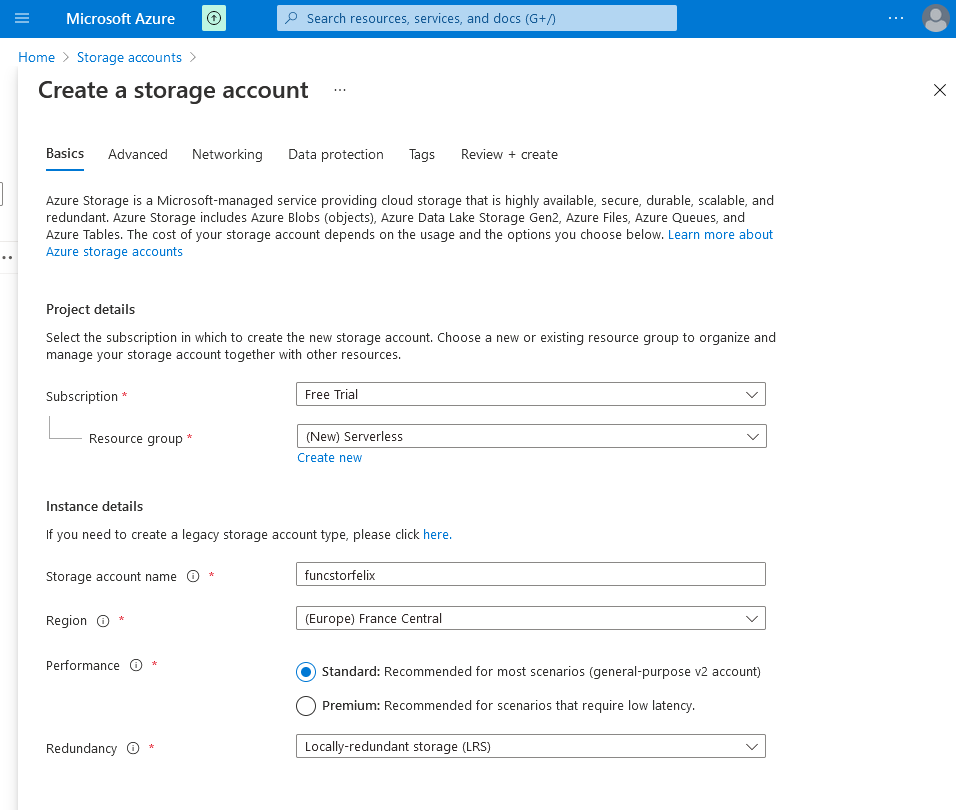 Microsoft Azure
Search resources, services, and docs (G+/)
Home > Storage accounts >
Create a storage account ...
Basics Advanced Networking Data protection Tags Review + create
Azure Storage is a Microsoft-managed service providing cloud storage that is highly available, secure, durable, scalable, and
redundant. Azure Storage includes Azure Blobs (objects), Azure Data Lake Storage Gen2, Azure Files, Azure Queues, and
Azure Tables. The cost of your storage account depends on the usage and the options you choose below. Learn more about
Azure storage accounts
Project details
Select the subscription in which to create the new storage account. Choose a new or existing resource group to organize and
manage your storage account together with other resources.
Subscription * Free Trial
Resource group * (New) Serverless
Create new
Instance details
If you need to create a legacy storage account type, please click here.
Storage account name * funcstorfelix
Region * (Europe) France Central
Performance * Standard: Recommended for most scenarios (general-purpose v2 account)
Premium: Recommended for scenarios that require low latency.
Redundancy * Locally-redundant storage (LRS)